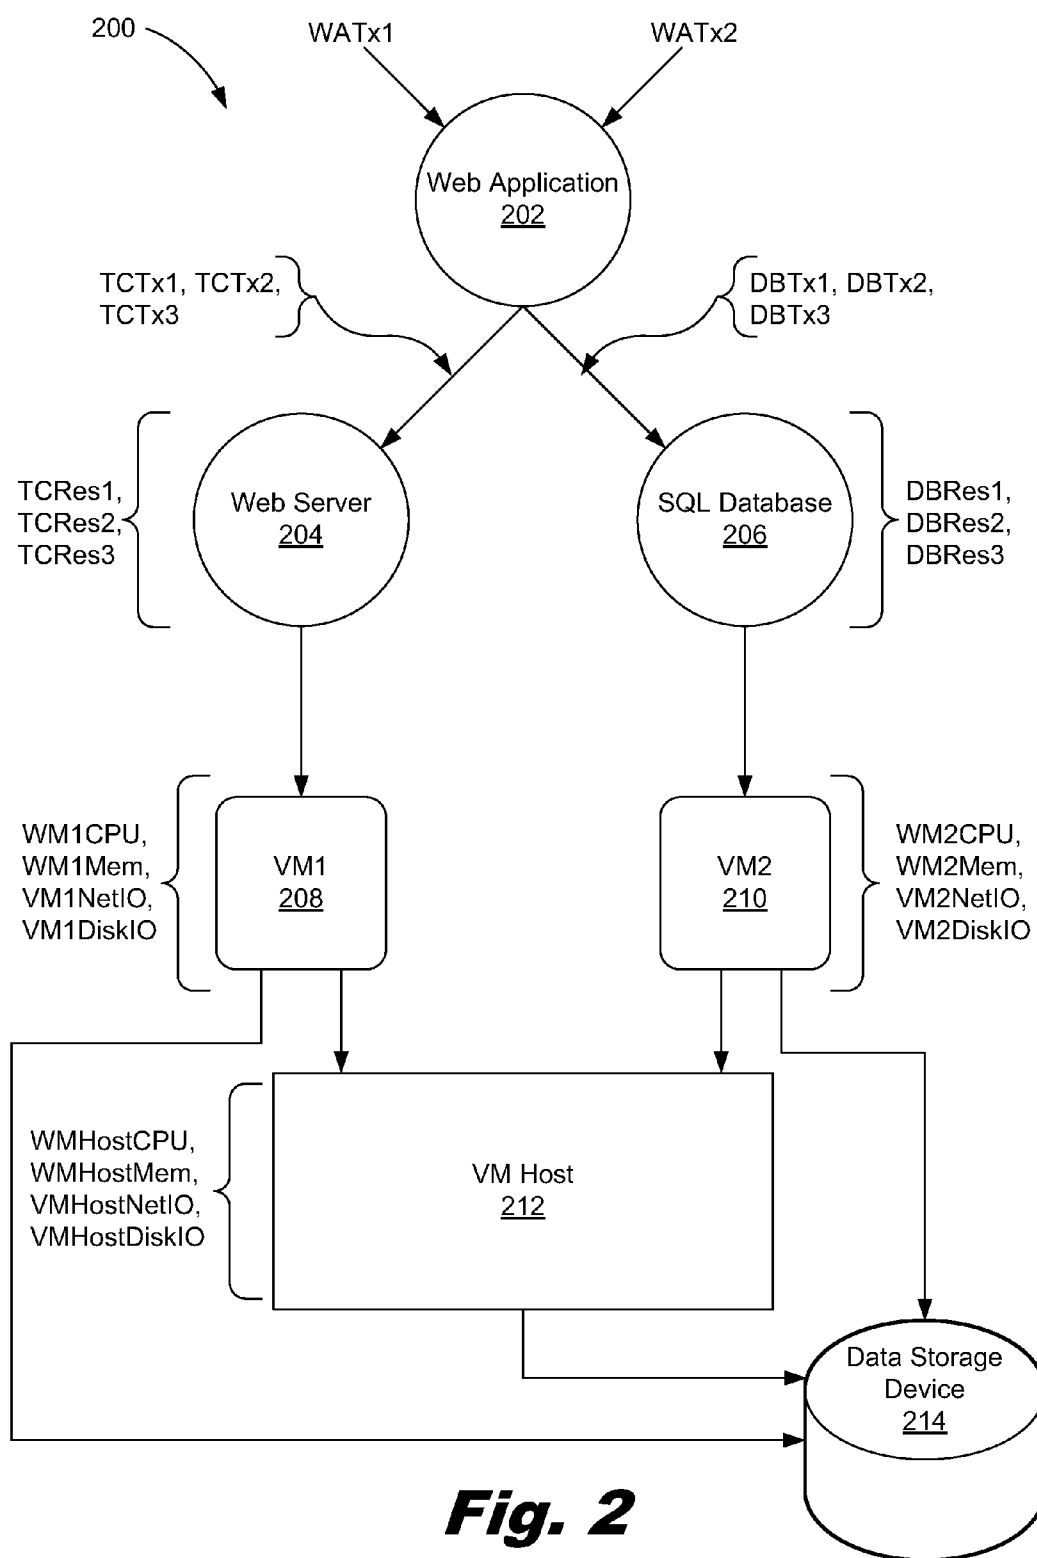 200
WATx1
WATx2
Web Application
202
TCTx1, TCTx2,
TCTx3
DBTx1, DBTx2,
DBTx3
TCRes1,
TCRes2,
TCRes3
Web Server
204
SQL Database
206
DBRes1,
DBRes2,
DBRes3
WM1CPU,
WM1Mem,
VM1NetIO,
VM1DiskIO
VM1
208
VM2
210
WM2CPU,
WM2Mem,
VM2NetIO,
VM2DiskIO
WMHostCPU,
WMHostMem,
VMHostNetIO,
VMHostDiskIO
VM Host
212
Data Storage
Device
214
Fig. 2